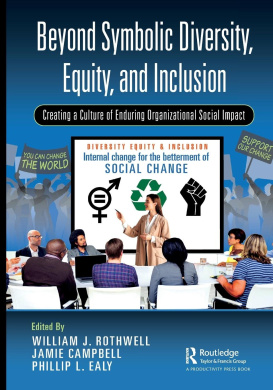 Beyond Symbolic Diversity,
Equity, and Inclusion
Creating a Culture of Enduring Organizational Social Impact
YOU CAN CHANGE
THE WORLD
SUPPORT
OUR CHANGE
DIVERSITY EQUITY & INCLUSION
Internal change for the betterment of
SOCIAL CHANGE
Edited By
WILLIAM J. ROTHWELL
JAMIE CAMPBELL
PHILLIP L. EALY
Routledge
Taylor & Francis Group
A PRODUCTIVITY PRESS BOOK